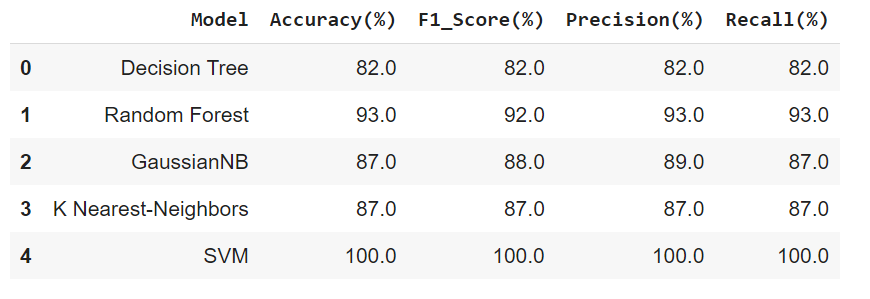 Model Accuracy(%) F1_Score(%) Precision(%) Recall(%)
0 Decision Tree 82.0 82.0 82.0 82.0
1 Random Forest 93.0 92.0 93.0 93.0
2 GaussianNB 87.0 88.0 89.0 87.0
3 K Nearest-Neighbors 87.0 87.0 87.0 87.0
4 SVM 100.0 100.0 100.0 100.0